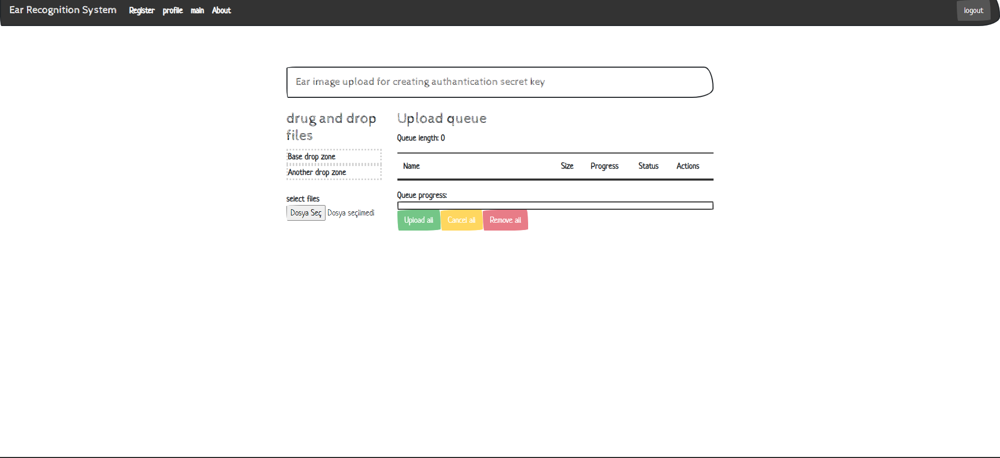 Ear Recognition System Register profile main About logout
Ear image upload for creating authantication secret key
drug and drop
files
Base drop zone
Another drop zone
select files
Dosya Seç Dosya seçilmedi
Upload queue
Queue length: 0
Name Size Progress Status Actions
Queue progress:
Upload all Cancel all Remove all